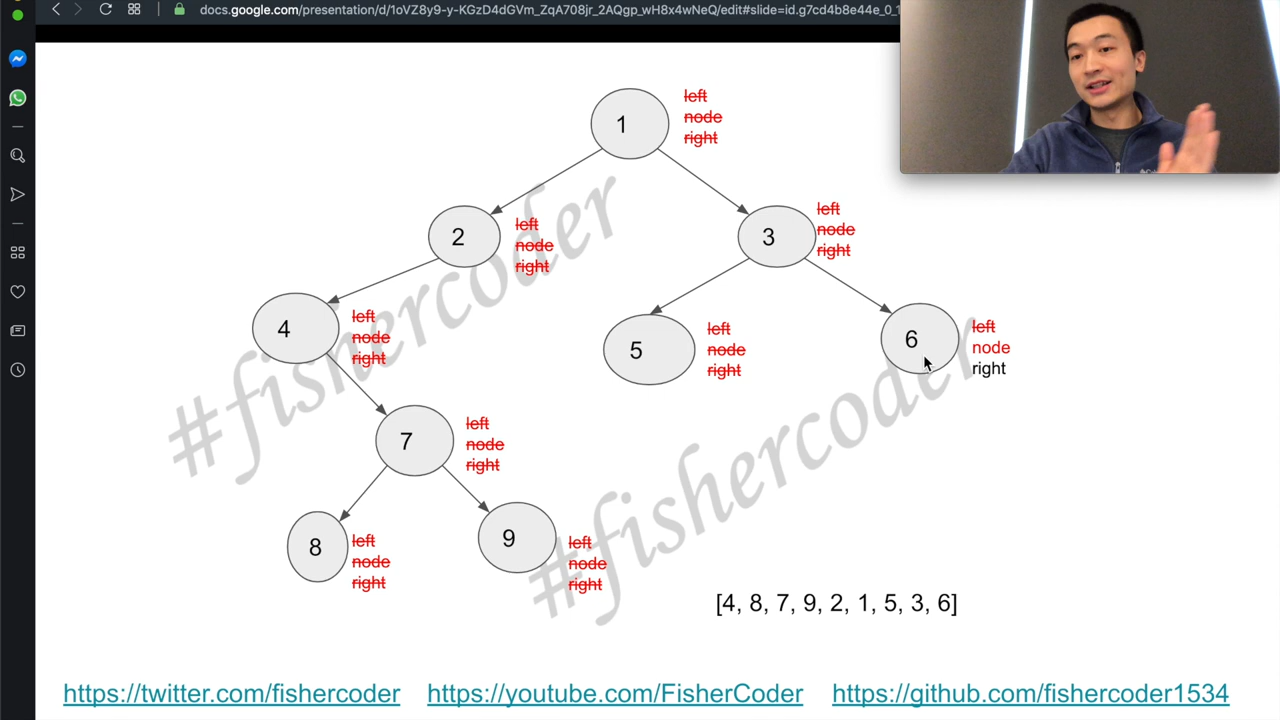 docs.google.com/presentation/d/1oVZ8y9-y-KGzD4dGVm_ZqA708jr_2AQgp_wH8x4wNeQ/edit#slide=id.g7cd4b8e44e_0_1
1
left
node
right
2
left
node
right
3
left
node
right
4
left
node
right
5
left
node
right
6
left
node
right
7
left
node
right
8
left
node
right
9
left
node
right
#fishercoder
#fishercoder
[4, 8, 7, 9, 2, 1, 5, 3, 6]
https://twitter.com/fishercoder
https://youtube.com/FisherCoder
https://github.com/fishercoder1534